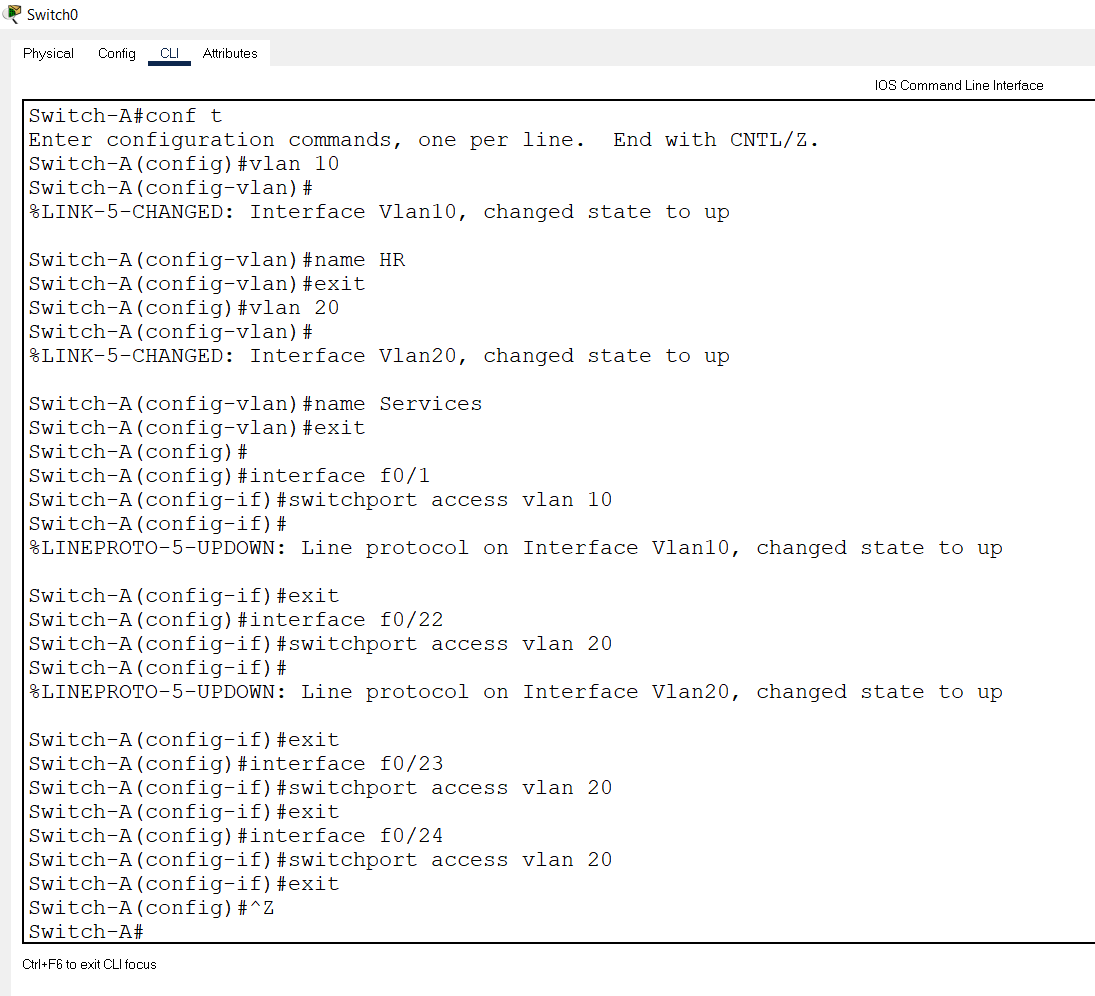 Switch0
Physical Config CLI Attributes
IOS Command Line Interface
Switch-A#conf t
Enter configuration commands, one per line.  End with CNTL/Z.
Switch-A(config)#vlan 10
Switch-A(config-vlan)#
%LINK-5-CHANGED: Interface Vlan10, changed state to up
Switch-A(config-vlan)#name HR
Switch-A(config-vlan)#exit
Switch-A(config)#vlan 20
Switch-A(config-vlan)#
%LINK-5-CHANGED: Interface Vlan20, changed state to up
Switch-A(config-vlan)#name Services
Switch-A(config-vlan)#exit
Switch-A(config)#
Switch-A(config)#interface f0/1
Switch-A(config-if)#switchport access vlan 10
Switch-A(config-if)#
%LINEPROTO-5-UPDOWN: Line protocol on Interface Vlan10, changed state to up
Switch-A(config-if)#exit
Switch-A(config)#interface f0/22
Switch-A(config-if)#switchport access vlan 20
Switch-A(config-if)#
%LINEPROTO-5-UPDOWN: Line protocol on Interface Vlan20, changed state to up
Switch-A(config-if)#exit
Switch-A(config)#interface f0/23
Switch-A(config-if)#switchport access vlan 20
Switch-A(config-if)#exit
Switch-A(config)#interface f0/24
Switch-A(config-if)#switchport access vlan 20
Switch-A(config-if)#exit
Switch-A(config)#^Z
Switch-A#
Ctrl+F6 to exit CLI focus